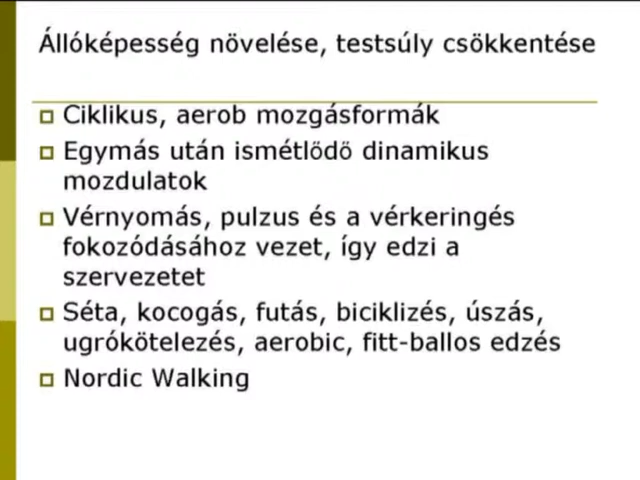 Állóképesség növelése, testsúly csökkentése
Ciklikus, aerob mozgásformák
Egymás után ismétlődő dinamikus
mozdulatok
Vérnyomás, pulzus és a vérkeringés
fokozódásához vezet, így edzi a
szervezetet
Séta, kocogás, futás, biciklizés, úszás,
ugrókötelezés, aerobic, fitt-ballos edzés
Nordic Walking